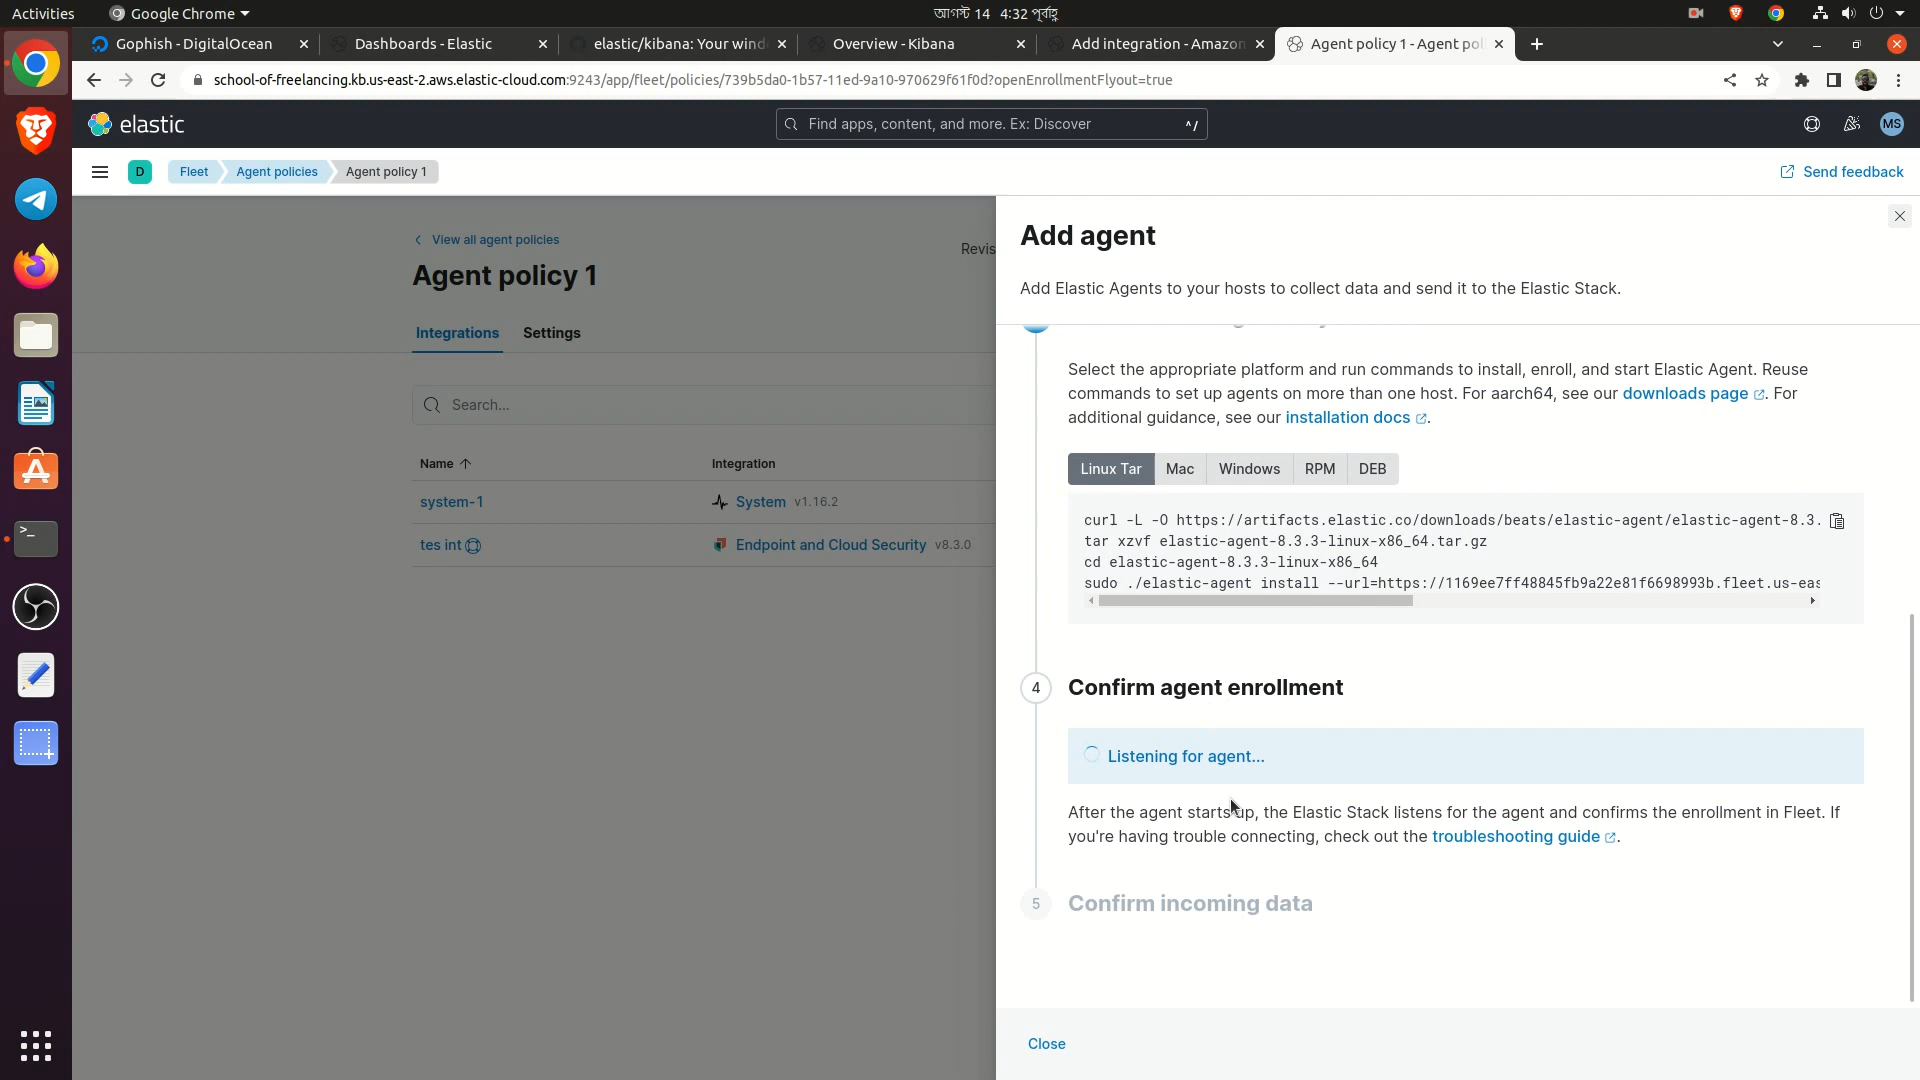 Activities
Google Chrome
আগস্ট 14 4:32 পূর্বাহ্ণ
Gophish - DigitalOcean
Dashboards - Elastic
elastic/kibana: Your wind
Overview - Kibana
Add integration - Amazon
Agent policy 1 - Agent pol
school-of-freelancing.kb.us-east-2.aws.elastic-cloud.com:9243/app/fleet/policies/739b5da0-1b57-11ed-9a10-970629f61f0d?openEnrollmentFlyout=true
elastic
Find apps, content, and more. Ex: Discover
^/
MS
D
Fleet
Agent policies
Agent policy 1
Send feedback
View all agent policies
Revis
Agent policy 1
Integrations
Settings
Search...
Name
Integration
system-1
System v1.16.2
tes int
Endpoint and Cloud Security v8.3.0
Add agent
Add Elastic Agents to your hosts to collect data and send it to the Elastic Stack.
Select the appropriate platform and run commands to install, enroll, and start Elastic Agent. Reuse
commands to set up agents on more than one host. For aarch64, see our downloads page. For
additional guidance, see our installation docs.
Linux Tar
Mac
Windows
RPM
DEB
curl -L -O https://artifacts.elastic.co/downloads/beats/elastic-agent/elastic-agent-8.3.
tar xzvf elastic-agent-8.3.3-linux-x86_64.tar.gz
cd elastic-agent-8.3.3-linux-x86_64
sudo ./elastic-agent install --url=https://1169ee7ff48845fb9a22e81f6698993b.fleet.us-eas
4
Confirm agent enrollment
Listening for agent...
After the agent starts up, the Elastic Stack listens for the agent and confirms the enrollment in Fleet. If
you're having trouble connecting, check out the troubleshooting guide.
5
Confirm incoming data
Close